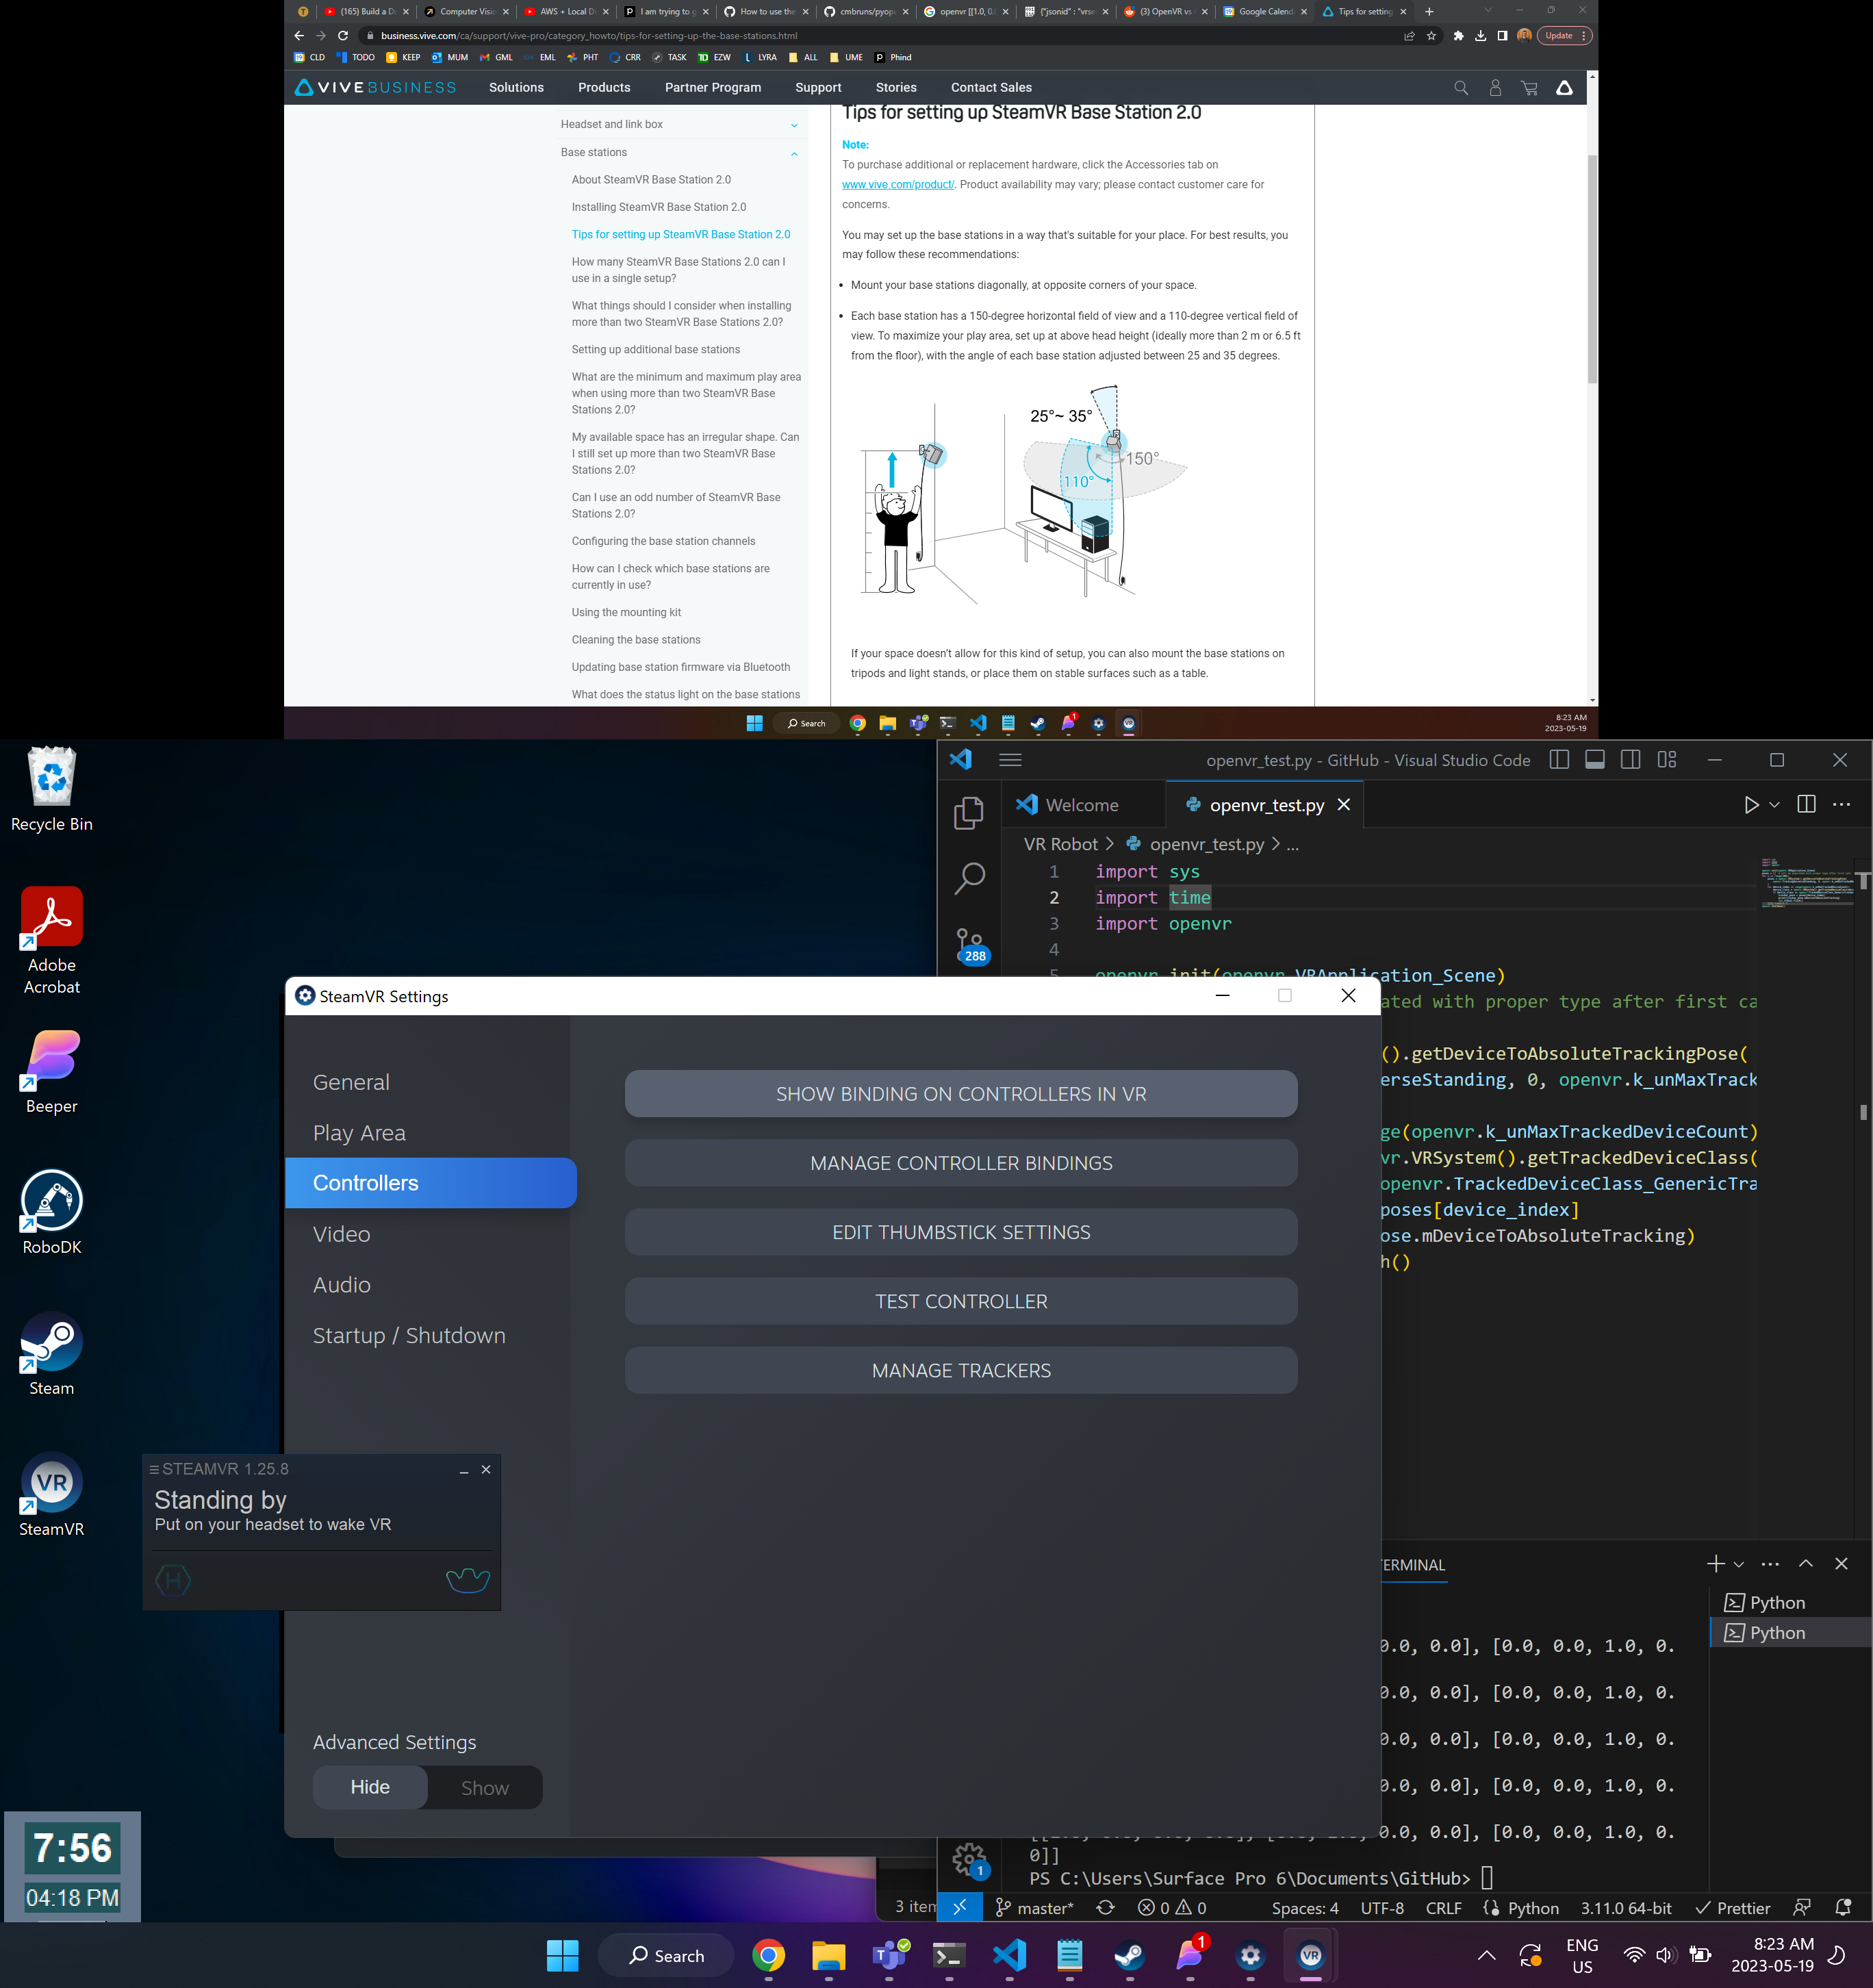 (165) Build a De
Computer Visio
AWS + Local D
I am trying to g
How to use the
cmbruns/pyope
openvr [[1.0, 0.
{"jsonid" : "vrse
(3) OpenVR vs
Google Calenda
Tips for setting
business.vive.com/ca/support/vive-pro/category_howto/tips-for-setting-up-the-base-stations.html
Update
CLD
TODO
KEEP
MUM
GML
EML
PHT
CRR
TASK
EZW
LYRA
ALL
UME
Phind
VIVE BUSINESS
Solutions
Products
Partner Program
Support
Stories
Contact Sales
Headset and link box
Base stations
About SteamVR Base Station 2.0
Installing SteamVR Base Station 2.0
Tips for setting up SteamVR Base Station 2.0
How many SteamVR Base Stations 2.0 can I
use in a single setup?
What things should I consider when installing
more than two SteamVR Base Stations 2.0?
Setting up additional base stations
What are the minimum and maximum play area
when using more than two SteamVR Base
Stations 2.0?
My available space has an irregular shape. Can
I still set up more than two SteamVR Base
Stations 2.0?
Can I use an odd number of SteamVR Base
Stations 2.0?
Configuring the base station channels
How can I check which base stations are
currently in use?
Using the mounting kit
Cleaning the base stations
Updating base station firmware via Bluetooth
What does the status light on the base stations
Tips for setting up SteamVR Base Station 2.0
Note:
To purchase additional or replacement hardware, click the Accessories tab on
www.vive.com/product/. Product availability may vary; please contact customer care for
concerns.
You may set up the base stations in a way that's suitable for your place. For best results, you
may follow these recommendations:
• Mount your base stations diagonally, at opposite corners of your space.
• Each base station has a 150-degree horizontal field of view and a 110-degree vertical field of
view. To maximize your play area, set up at above head height (ideally more than 2 m or 6.5 ft
from the floor), with the angle of each base station adjusted between 25 and 35 degrees.
25°~ 35°
150°
110°
If your space doesn't allow for this kind of setup, you can also mount the base stations on
tripods and light stands, or place them on stable surfaces such as a table.
Search
1
8:23 AM
2023-05-19
Recycle Bin
Adobe
Acrobat
Beeper
RoboDK
Steam
VR
SteamVR
openvr_test.py - GitHub - Visual Studio Code
Welcome
openvr_test.py
VR Robot > openvr_test.py > ...
288
1 import sys
2 import time
3 import openvr
4
5 openvr.init(openvr.VRApplication_Scene)
ated with proper type after first ca
().getDeviceToAbsoluteTrackingPose(
erseStanding, 0, openvr.k_unMaxTrack
ge(openvr.k_unMaxTrackedDeviceCount)
vr.VRSystem().getTrackedDeviceClass(
openvr.TrackedDeviceClass_GenericTra
poses[device_index]
ose.mDeviceToAbsoluteTracking)
h()
SteamVR Settings
General
Play Area
Controllers
Video
Audio
Startup / Shutdown
SHOW BINDING ON CONTROLLERS IN VR
MANAGE CONTROLLER BINDINGS
EDIT THUMBSTICK SETTINGS
TEST CONTROLLER
MANAGE TRACKERS
Advanced Settings
Hide
Show
STEAMVR 1.25.8
Standing by
Put on your headset to wake VR
H
ERMINAL
Python
Python
0.0, 0.0], [0.0, 0.0, 1.0, 0.
0.0, 0.0], [0.0, 0.0, 1.0, 0.
0.0, 0.0], [0.0, 0.0, 1.0, 0.
0.0, 0.0], [0.0, 0.0, 1.0, 0.
0.0, 0.0], [0.0, 0.0, 1.0, 0.
0]]
PS C:\Users\Surface Pro 6\Documents\GitHub>
1
7:56
04:18 PM
3 item
master*
0
0
Spaces: 4
UTF-8
CRLF
Python
3.11.0 64-bit
Prettier
Search
1
VR
ENG
US
8:23 AM
2023-05-19